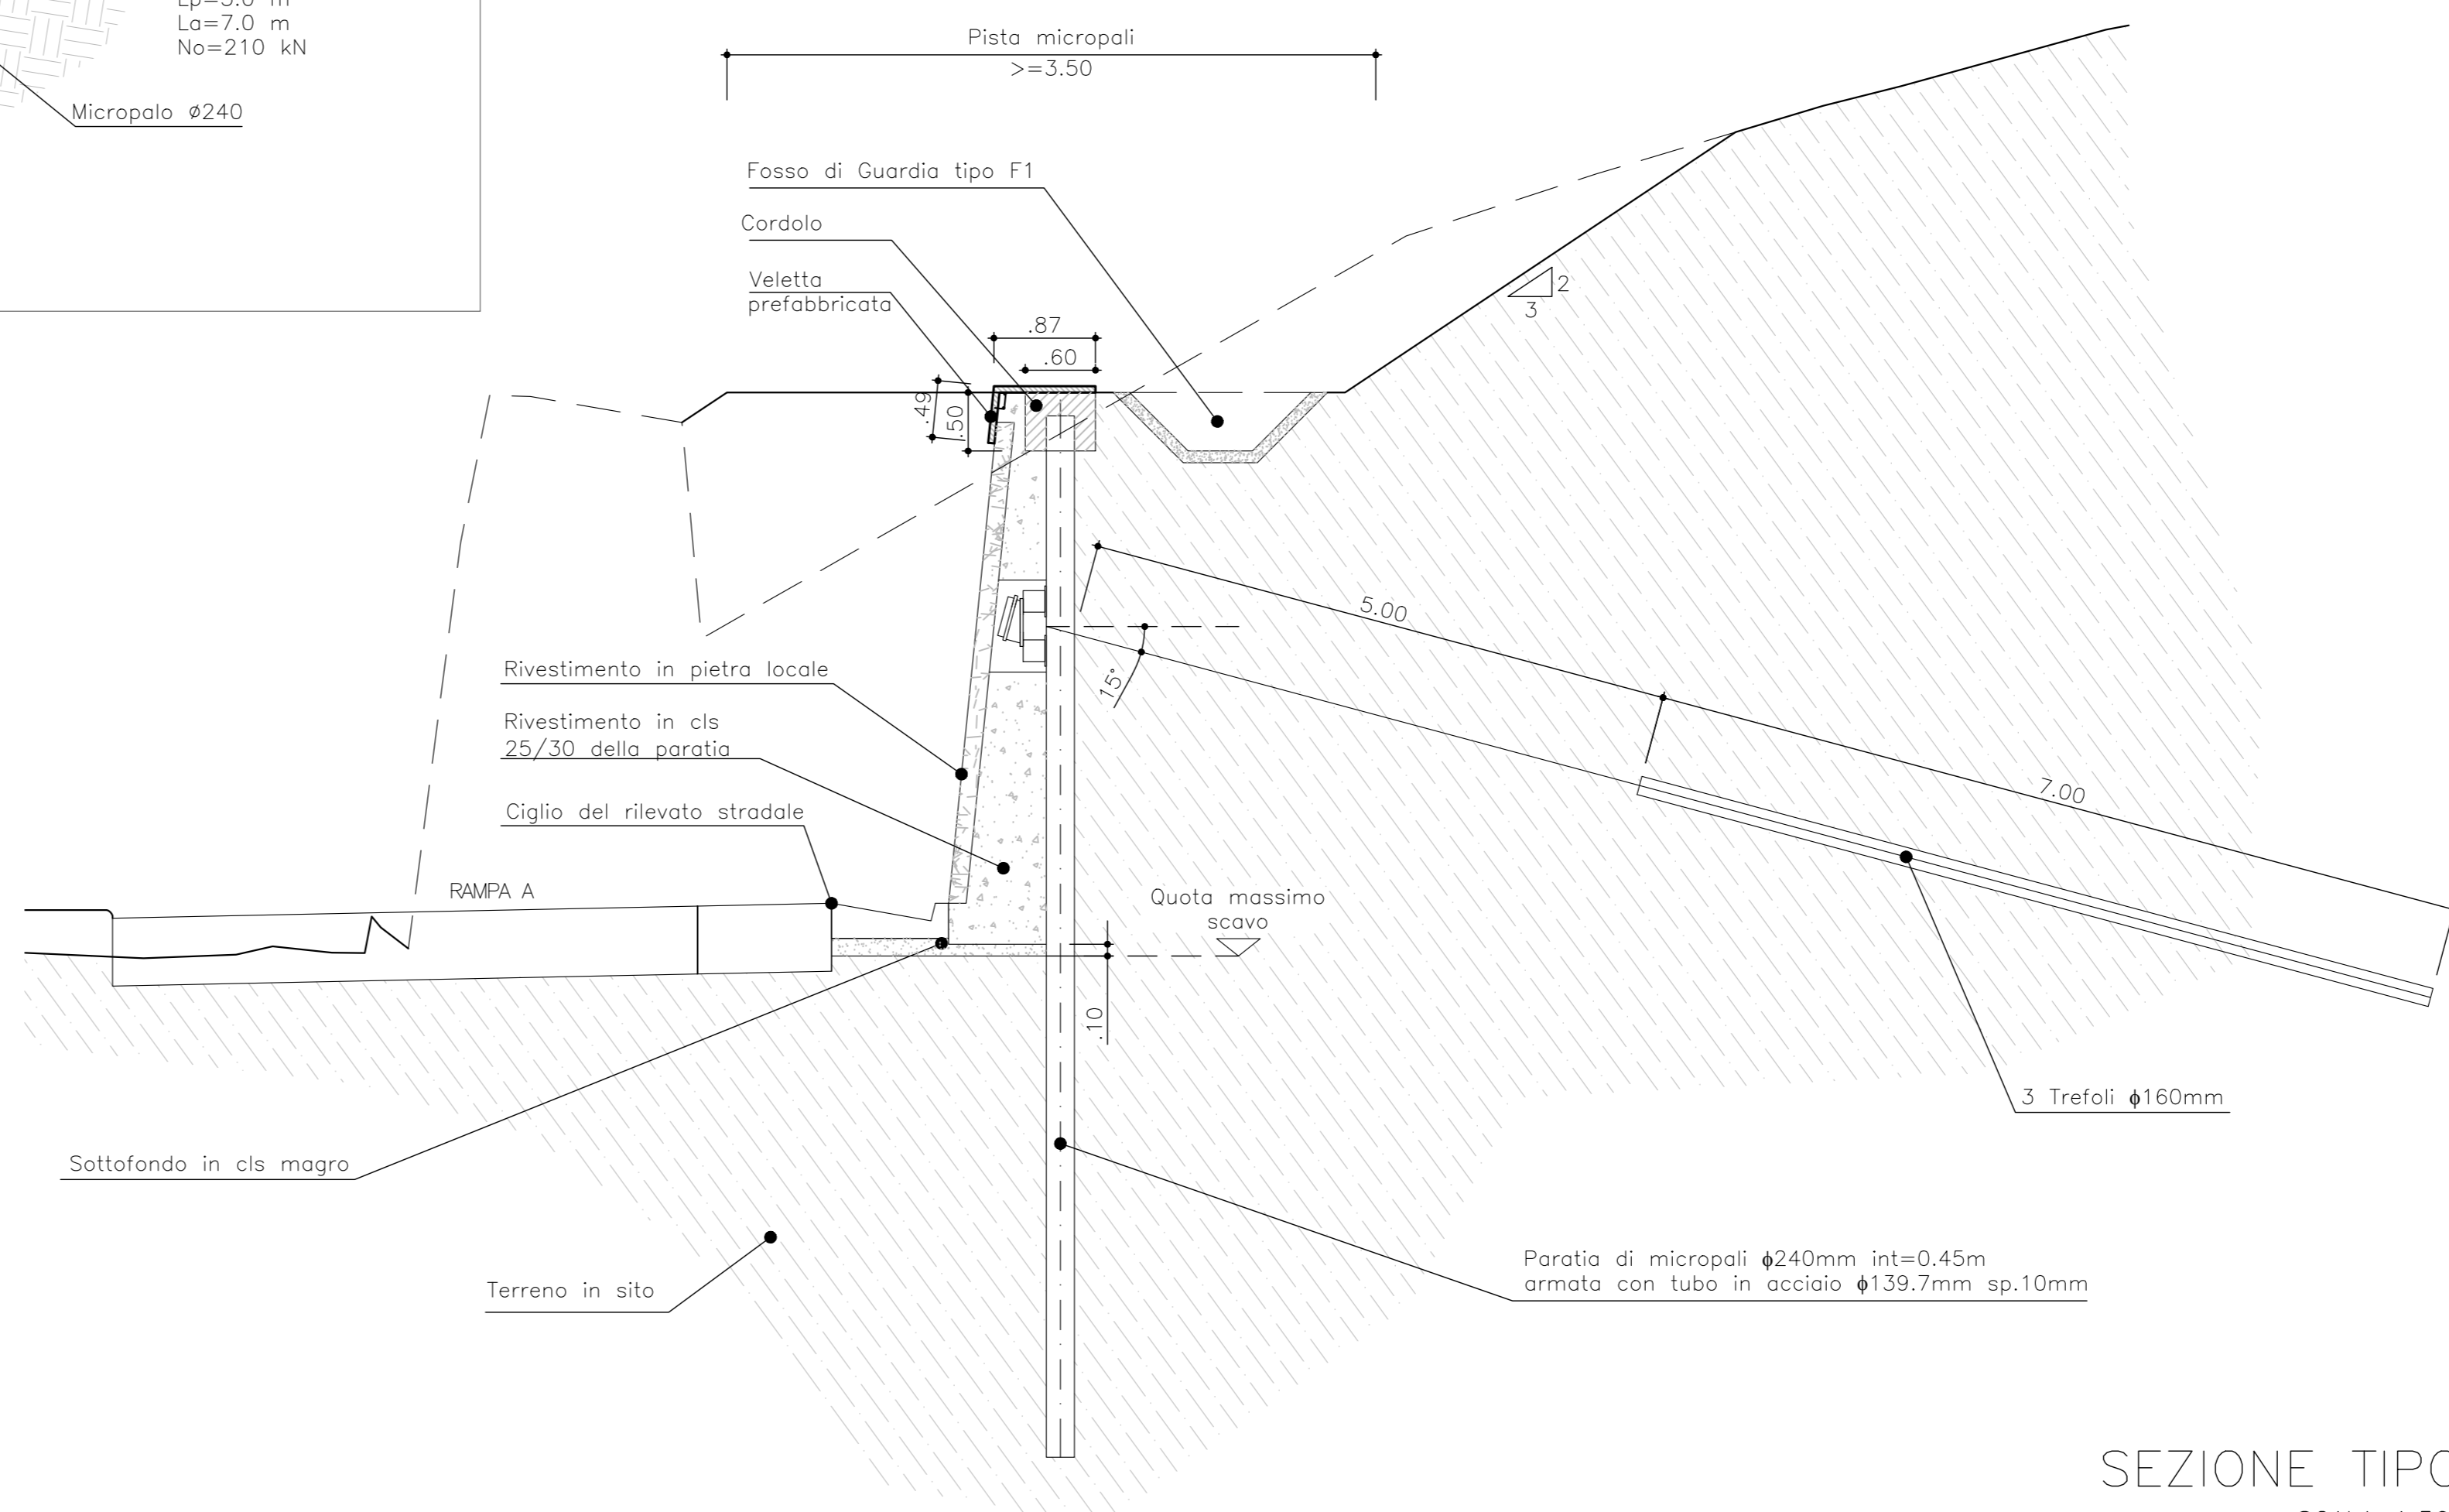 Lp=5.0 m
La=7.0 m
No=210 kN
Micropalo ø240
Pista micropali
>=3.50
Fosso di Guardia tipo F1
Cordolo
Veletta
prefabbricata
.87
.60
.49
.50
2
3
5.00
15°
7.00
Rivestimento in pietra locale
Rivestimento in cls
25/30 della paratia
Ciglio del rilevato stradale
RAMPA A
Quota massimo
scavo
.10
3 Trefoli ϕ160mm
Sottofondo in cls magro
Terreno in sito
Paratia di micropali ϕ240mm int=0.45m
armata con tubo in acciaio ϕ139.7mm sp.10mm
SEZIONE TIPO